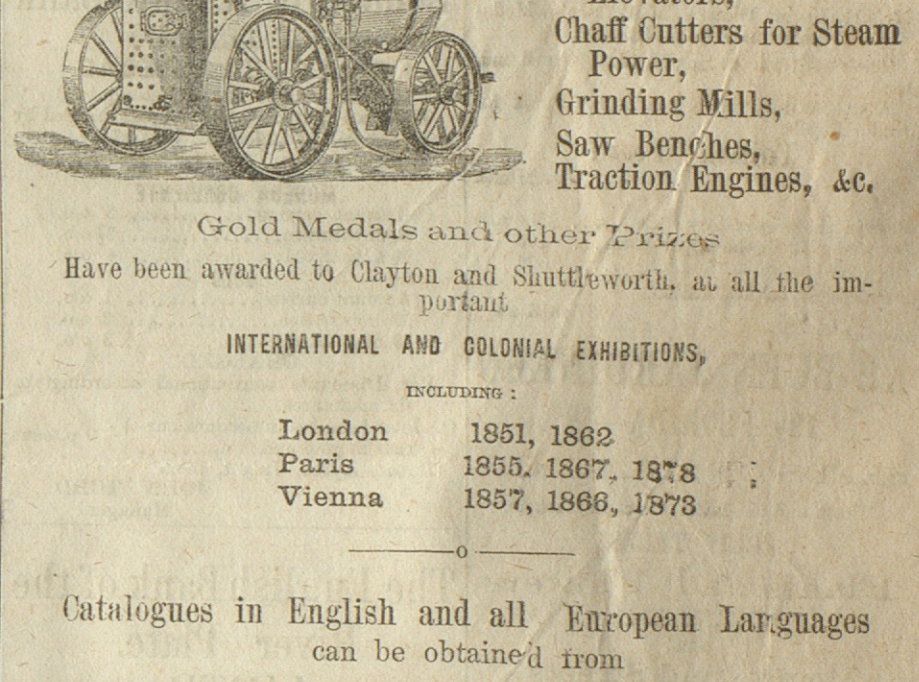 Elevators,
Chaff Cutters for Steam
Power,
Grinding Mills,
Saw Benches,
Traction Engines, &c.
Gold Medals and other Prizes
Have been awarded to Clayton and Shuttleworth. at all the im-
portant
INTERNATIONAL AND COLONIAL EXHIBITIONS,
INCLUDING :
London 1851, 1862
Paris 1855. 1867, 1878 ;
Vienna 1857, 1866, 1873
o
Catalogues in English and all European Languages
can be obtained from